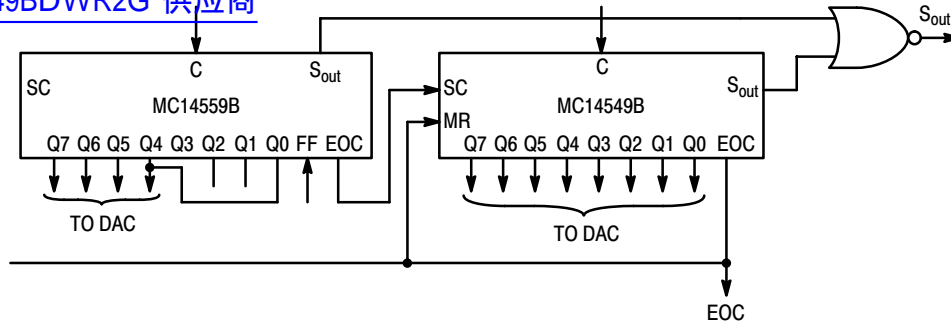 49BDWR2G 供应商
Sout
C
Sout
SC
MC14559B
Q7 Q6 Q5 Q4 Q3 Q2 Q1 Q0 FF EOC
TO DAC
C
Sout
SC
MR
MC14549B
Q7 Q6 Q5 Q4 Q3 Q2 Q1 Q0 EOC
TO DAC
EOC